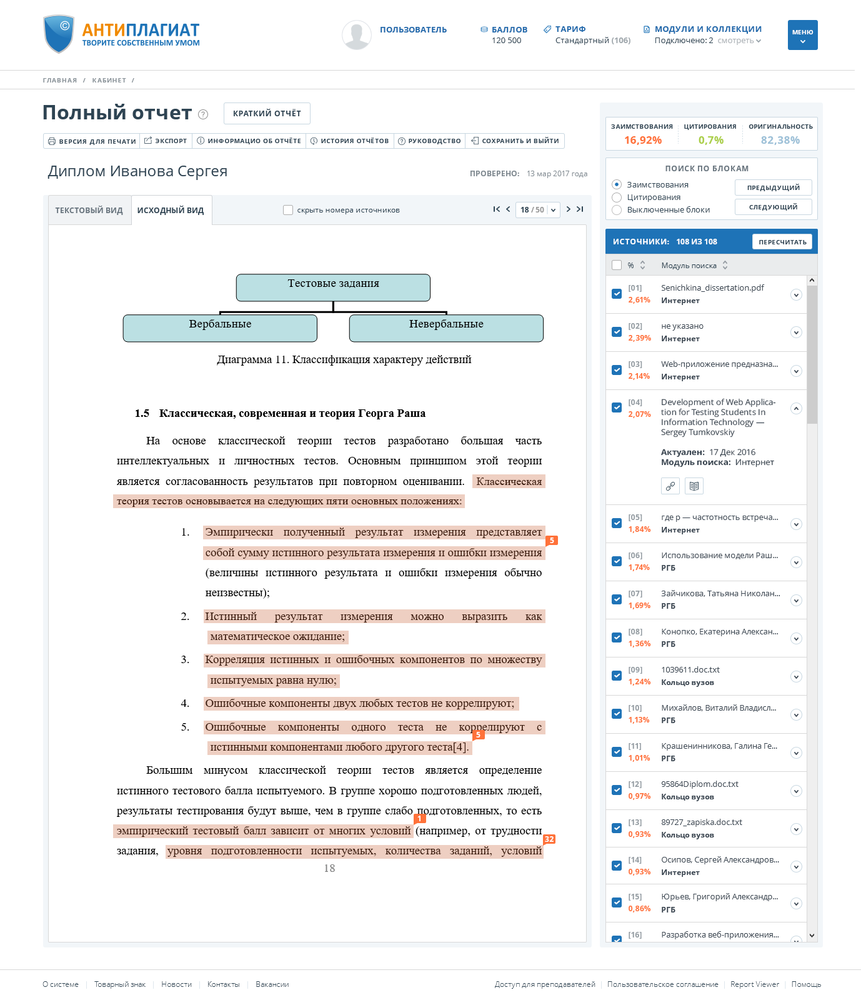 ©
АНТИПЛАГИАТ
ТВОРИТЕ СОБСТВЕННЫМ УМОМ
ПОЛЬЗОВАТЕЛЬ
БАЛЛОВ
120 500
ТАРИФ
Стандартный (106)
МОДУЛИ И КОЛЛЕКЦИИ
Подключено: 2 смотреть
МЕНЮ
ГЛАВНАЯ / КАБИНЕТ /
Полный отчет ?
КРАТКИЙ ОТЧЁТ
ВЕРСИЯ ДЛЯ ПЕЧАТИ ЭКСПОРТ ИНФОРМАЦИО ОБ ОТЧЁТЕ ИСТОРИЯ ОТЧЁТОВ РУКОВОДСТВО СОХРАНИТЬ И ВЫЙТИ
Диплом Иванова Сергея
ПРОВЕРЕНО: 13 мар 2017 года
ТЕКСТОВЫЙ ВИД ИСХОДНЫЙ ВИД
скрыть номера источников
18 / 50
Тестовые задания
Вербальные Невербальные
Диаграмма 11. Классификация характеру действий
1.5 Классическая, современная и теория Георга Раша
На основе классической теории тестов разработано большая часть
интеллектуальных и личностных тестов. Основным принципом этой теории
является согласованность результатов при повторном оценивании. Классическая
теория тестов основывается на следующих пяти основных положениях:
1. Эмпирически полученный результат измерения представляет
5
собой сумму истинного результата измерения и ошибки измерения
(величины истинного результата и ошибки измерения обычно
неизвестны);
2. Истинный результат измерения можно выразить как
математическое ожидание;
3. Корреляция истинных и ошибочных компонентов по множеству
испытуемых равна нулю;
4. Ошибочные компоненты двух любых тестов не коррелируют;
5. Ошибочные компоненты одного теста не коррелируют с
5
истинными компонентами любого другого теста[4].
Большим минусом классической теории тестов является определение
истинного тестового балла испытуемого. В группе хорошо подготовленных людей,
результаты тестирования будут выше, чем в группе слабо подготовленных, то есть
1
эмпирический тестовый балл зависит от многих условий (например, от трудности
32
задания, уровня подготовленности испытуемых, количества заданий, условий
18
ЗАИМСТВОВАНИЯ ЦИТИРОВАНИЯ ОРИГИНАЛЬНОСТЬ
16,92% 0,7% 82,38%
ПОИСК ПО БЛОКАМ
Заимствования
Цитирования
Выключенные блоки
ПРЕДЫДУЩИЙ
СЛЕДУЮЩИЙ
ИСТОЧНИКИ: 108 ИЗ 108
ПЕРЕСЧИТАТЬ
% Модуль поиска
[01] Senichkina_dissertation.pdf
2,61% Интернет
[02] не указано
2,39% Интернет
[03] Web-приложение предназна...
2,14% Интернет
[04] Development of Web Applica-
2,07% tion for Testing Students In
Information Technology —
Sergey Tumkovskiy
Актуален: 17 Дек 2016
Модуль поиска: Интернет
[05] где p — частотность встреча...
1,84% Интернет
[06] Использование модели Раш...
1,74% РГБ
[07] Зайчикова, Татьяна Николан...
1,69% РГБ
[08] Конопко, Екатерина Алексан...
1,36% РГБ
[09] 1039611.doc.txt
1,24% Кольцо вузов
[10] Михайлов, Виталий Владисл...
1,13% РГБ
[11] Крашенинникова, Галина Ге...
1,01% РГБ
[12] 95864Diplom.doc.txt
0,97% Кольцо вузов
[13] 89727_zapiska.doc.txt
0,93% Кольцо вузов
[14] Осипов, Сергей Александров...
0,93% Интернет
[15] Юрьев, Григорий Александр...
0,86% РГБ
[16] Разработка веб-приложения...
О системе | Товарный знак | Новости | Контакты | Вакансии
Доступ для преподавателей | Пользовательское соглашение | Report Viewer | Помощь